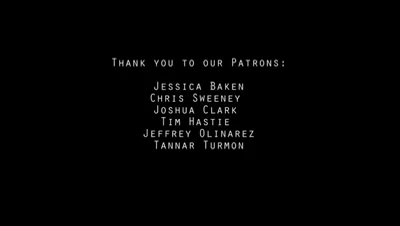 Thank you to our Patrons:
Jessica Baken
Chris Sweeney
Joshua Clark
Tim Hastie
Jeffrey Olinarez
Tannar Turmon